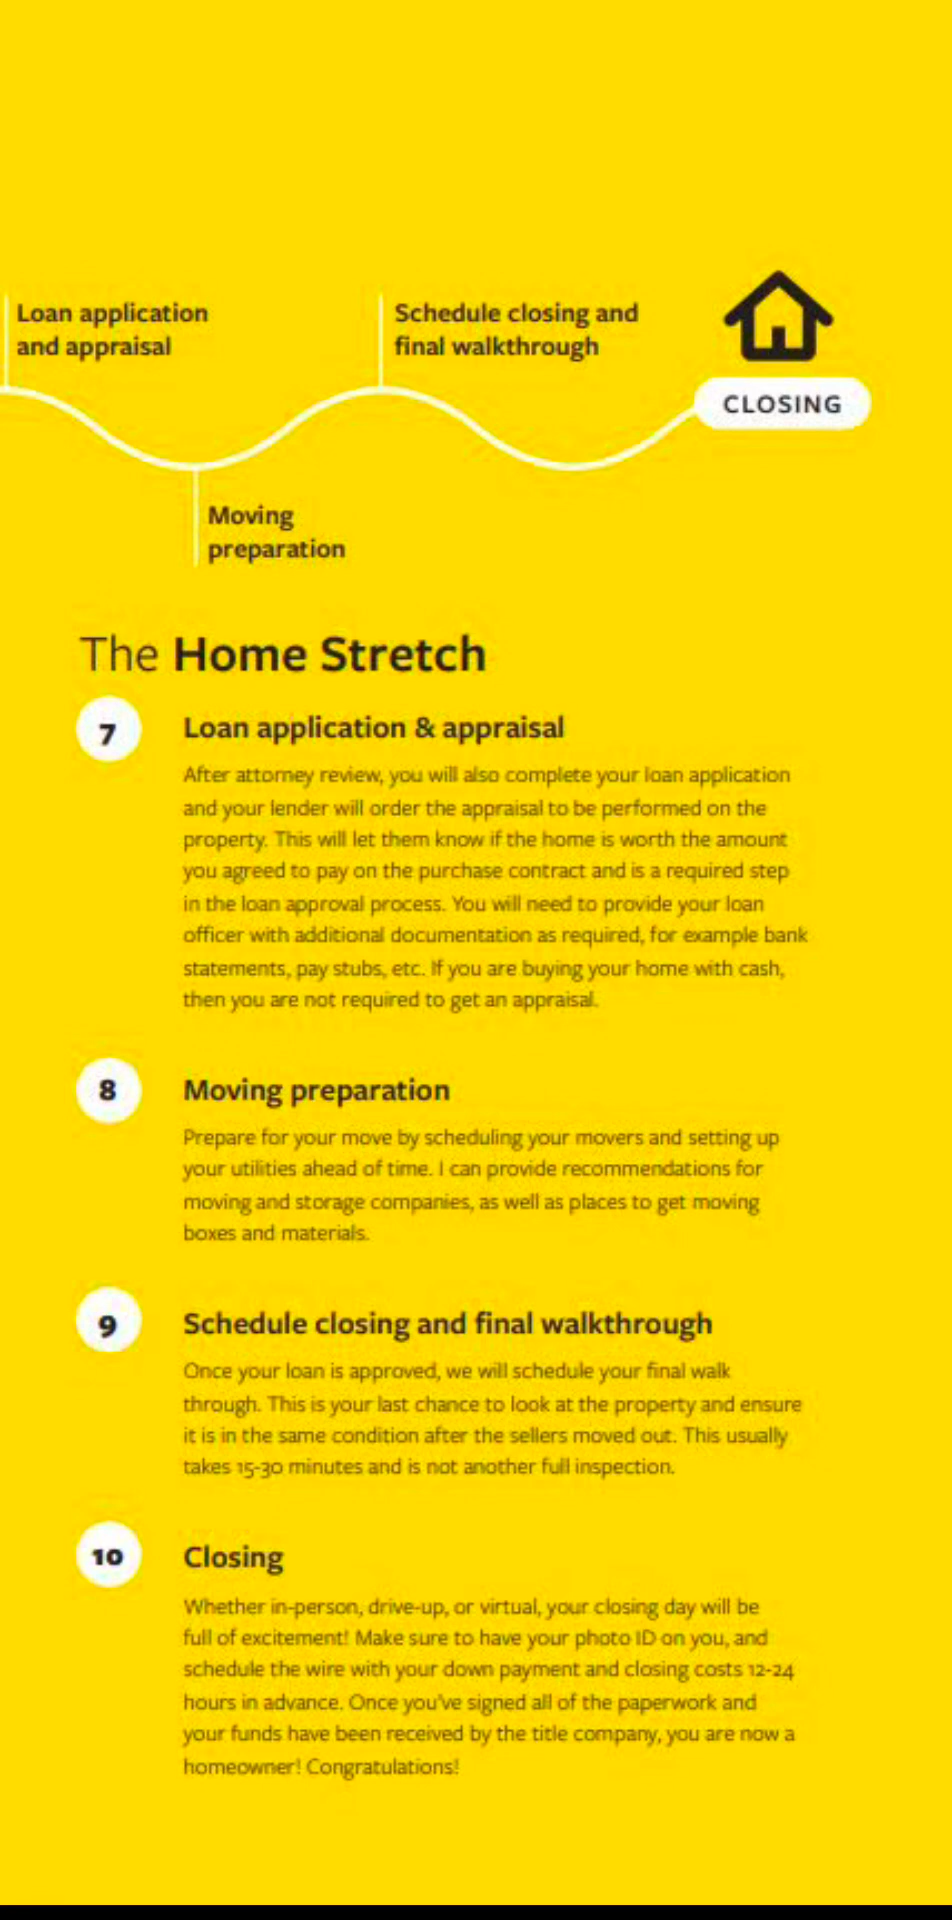 Loan application
and appraisal
Schedule closing and
final walkthrough
CLOSING
Moving
preparation
The Home Stretch
7
Loan application & appraisal
After attorney review, you will also complete your loan application
and your lender will order the appraisal to be performed on the
property. This will let them know if the home is worth the amount
you agreed to pay on the purchase contract and is a required step
in the loan approval process. You will need to provide your loan
officer with additional documentation as required, for example bank
statements, pay stubs, etc. If you are buying your home with cash,
then you are not required to get an appraisal.
8
Moving preparation
Prepare for your move by scheduling your movers and setting up
your utilities ahead of time. I can provide recommendations for
moving and storage companies, as well as places to get moving
boxes and materials.
9
Schedule closing and final walkthrough
Once your loan is approved, we will schedule your final walk
through. This is your last chance to look at the property and ensure
it is in the same condition after the sellers moved out. This usually
takes 15-30 minutes and is not another full inspection.
10
Closing
Whether in-person, drive-up, or virtual, your closing day will be
full of excitement! Make sure to have your photo ID on you, and
schedule the wire with your down payment and closing costs 12-24
hours in advance. Once you've signed all of the paperwork and
your funds have been received by the title company, you are now a
homeowner! Congratulations!